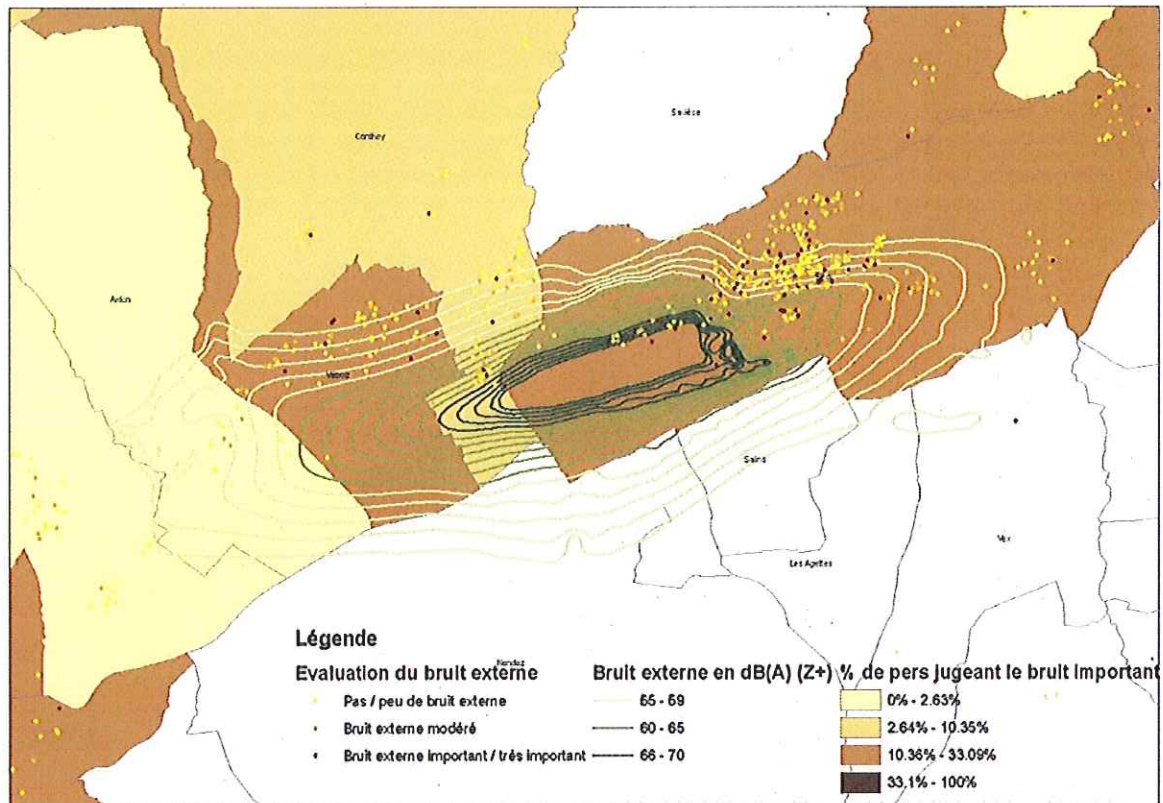 Conthey
Savièse
Ardon
Vétroz
Salins
Vex
Les Agettes
Légende
Nendaz
Evaluation du bruit externe
Pas / peu de bruit externe
Bruit externe modéré
Bruit externe important / très important
Bruit externe en dB(A) (Z+)
55 - 59
60 - 65
66 - 70
% de pers jugeant le bruit important
0% - 2.63%
2.64% - 10.35%
10.36% - 33.09%
33.1% - 100%